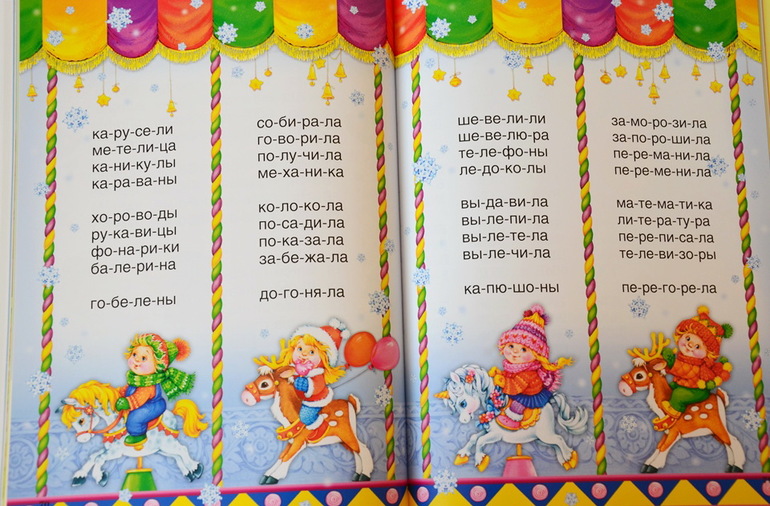 ка-ру-се-ли
ме-те-ли-ца
ка-ни-ку-лы
ка-ра-ва-ны
хо-ро-во-ды
ру-ка-ви-цы
фо-на-ри-ки
ба-ле-ри-на
го-бе-ле-ны
со-би-ра-ла
го-во-ри-ла
по-лу-чи-ла
ме-ха-ни-ка
ко-ло-ко-ла
по-са-ди-ла
по-ка-за-ла
за-бе-жа-ла
до-го-ня-ла
ше-ве-ли-ли
ше-ве-лю-ра
те-ле-фо-ны
ле-до-ко-лы
вы-да-ви-ла
вы-ле-пи-ла
вы-ле-те-ла
вы-ле-чи-ла
ка-пю-шо-ны
за-мо-ро-зи-ла
за-по-ро-ши-ла
пе-ре-ма-ни-ла
пе-ре-ме-ни-ла
ма-те-ма-ти-ка
ли-те-ра-ту-ра
пе-ре-пи-са-ла
те-ле-ви-зо-ры
пе-ре-го-ре-ла